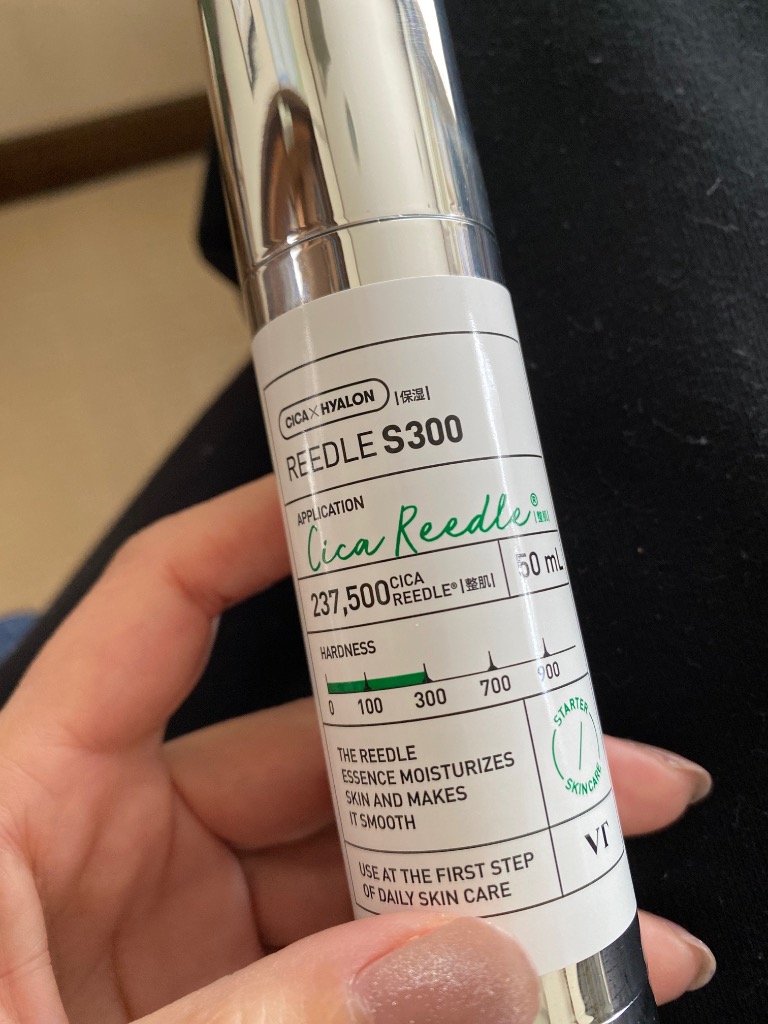 CICA×HYALON |保湿|
REEDLE S300
APPLICATION
Cica Reedle® |整肌|
237,500 CICA REEDLE® |整肌|
50 mL
HARDNESS
0 100 300 700 900
THE REEDLE
ESSENCE MOISTURIZES
SKIN AND MAKES
IT SMOOTH
STARTER
SKINCARE
USE AT THE FIRST STEP
OF DAILY SKIN CARE
VT